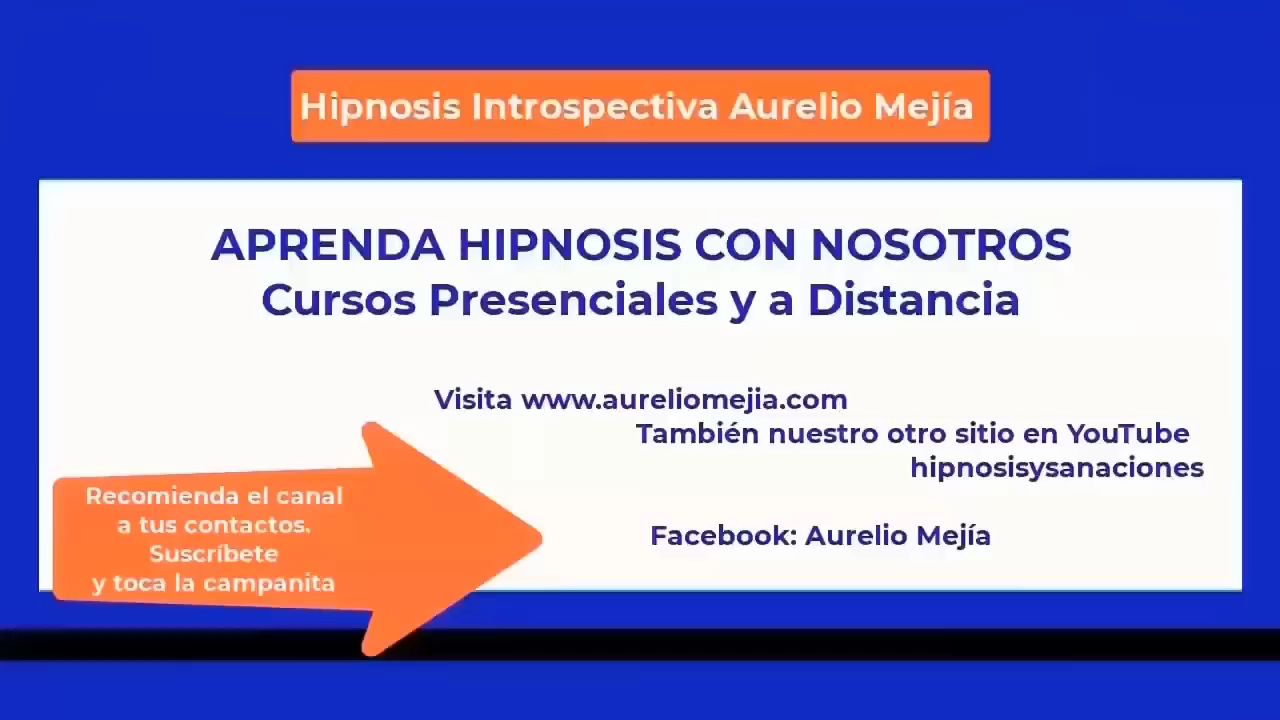 Hipnosis Introspectiva Aurelio Mejía
APRENDA HIPNOSIS CON NOSOTROS
Cursos Presenciales y a Distancia
Visita www.aureliomejia.com
También nuestro otro sitio en YouTube
hipnosisysanaciones
Recomienda el canal
a tus contactos.
Suscríbete
y toca la campanita
Facebook: Aurelio Mejía